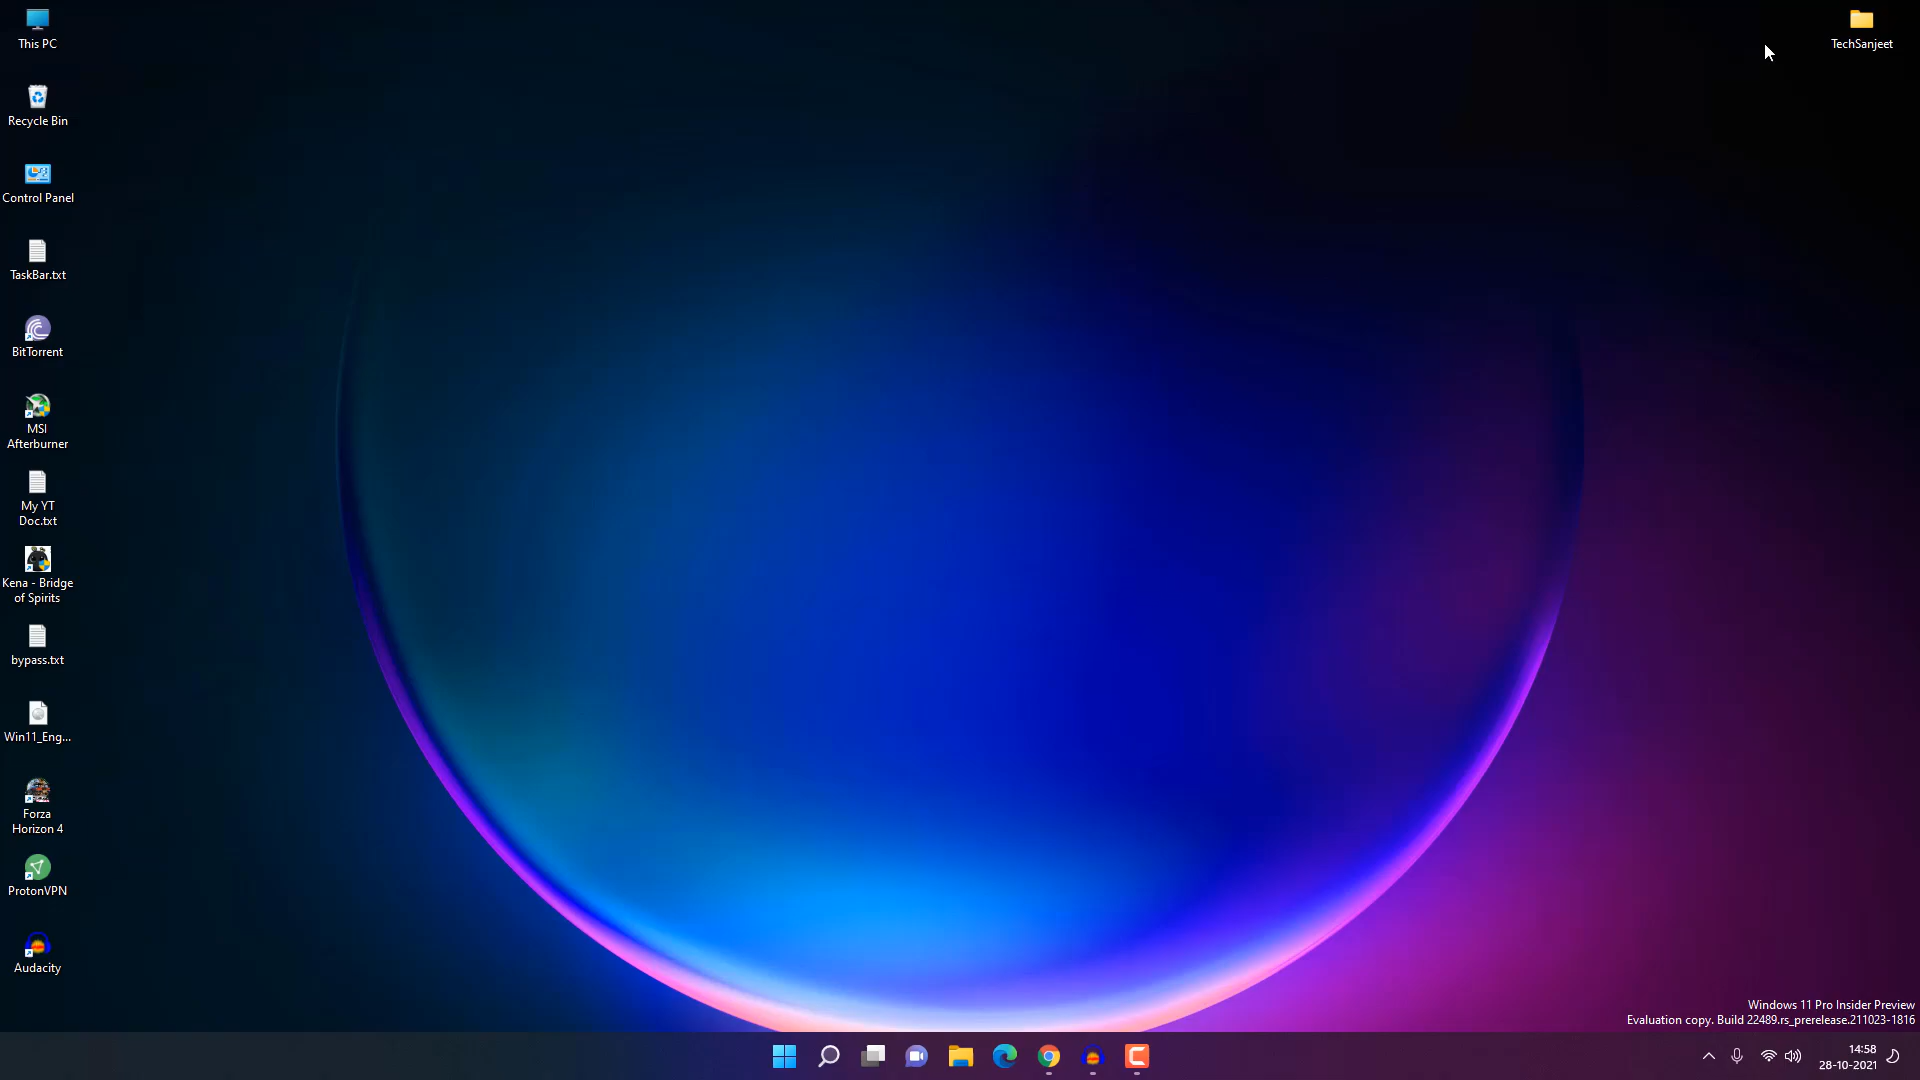 This PC
Recycle Bin
Control Panel
TaskBar.txt
BitTorrent
MSI
Afterburner
My YT
Doc.txt
Kena - Bridge
of Spirits
bypass.txt
Win11_Eng...
Forza
Horizon 4
ProtonVPN
Audacity
TechSanjeet
Windows 11 Pro Insider Preview
Evaluation copy. Build 22489.rs_prerelease.211023-1816
14:58
28-10-2021